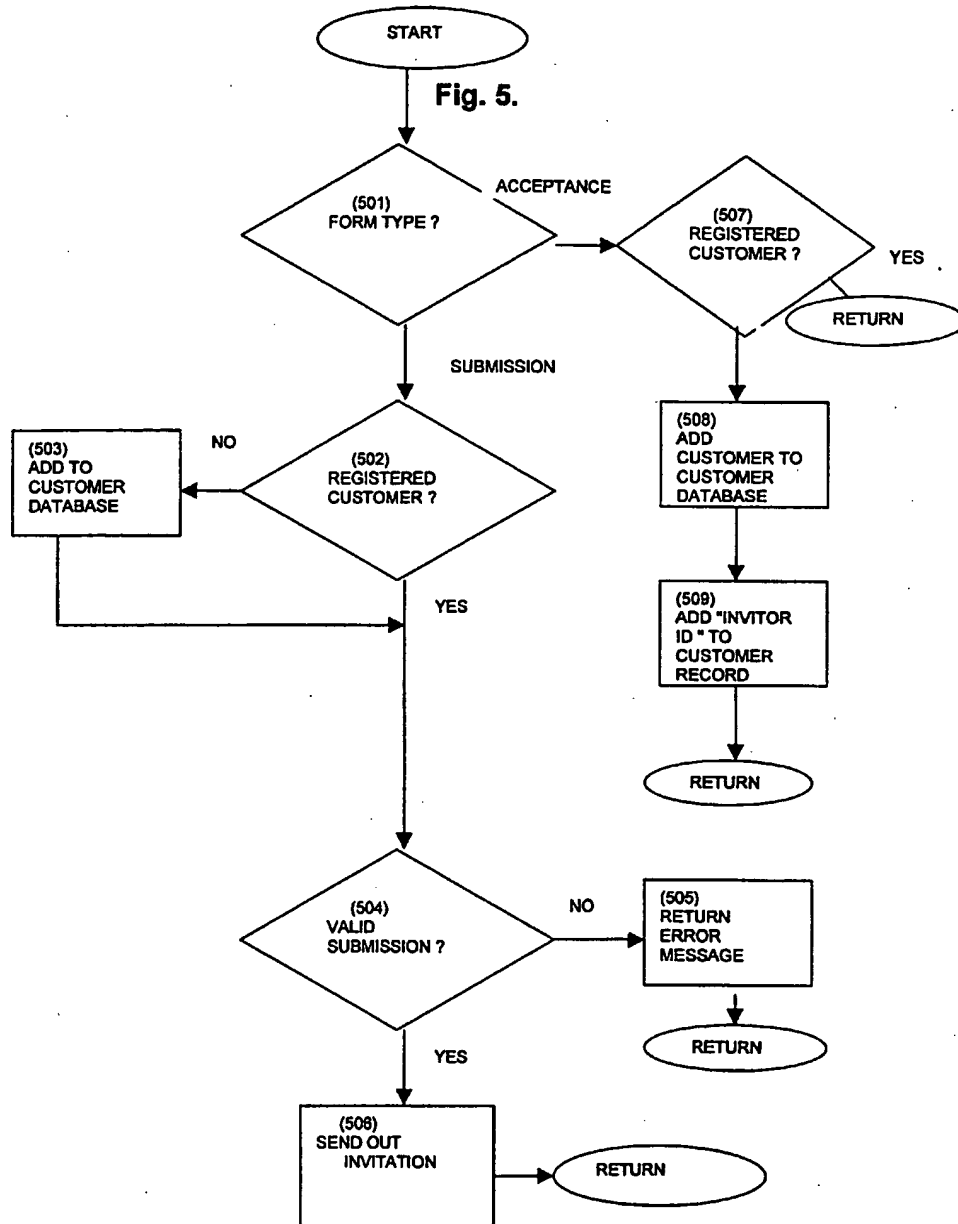 START
Fig. 5.
ACCEPTANCE
(501)
FORM TYPE ?
(507)
REGISTERED
CUSTOMER ?
YES
RETURN
SUBMISSION
NO
(503)
ADD TO
CUSTOMER
DATABASE
(502)
REGISTERED
CUSTOMER ?
(508)
ADD
CUSTOMER TO
CUSTOMER
DATABASE
YES
(509)
ADD "INVITOR
ID " TO
CUSTOMER
RECORD
RETURN
(504)
VALID
SUBMISSION ?
NO
(505)
RETURN
ERROR
MESSAGE
RETURN
YES
(506)
SEND OUT
INVITATION
RETURN